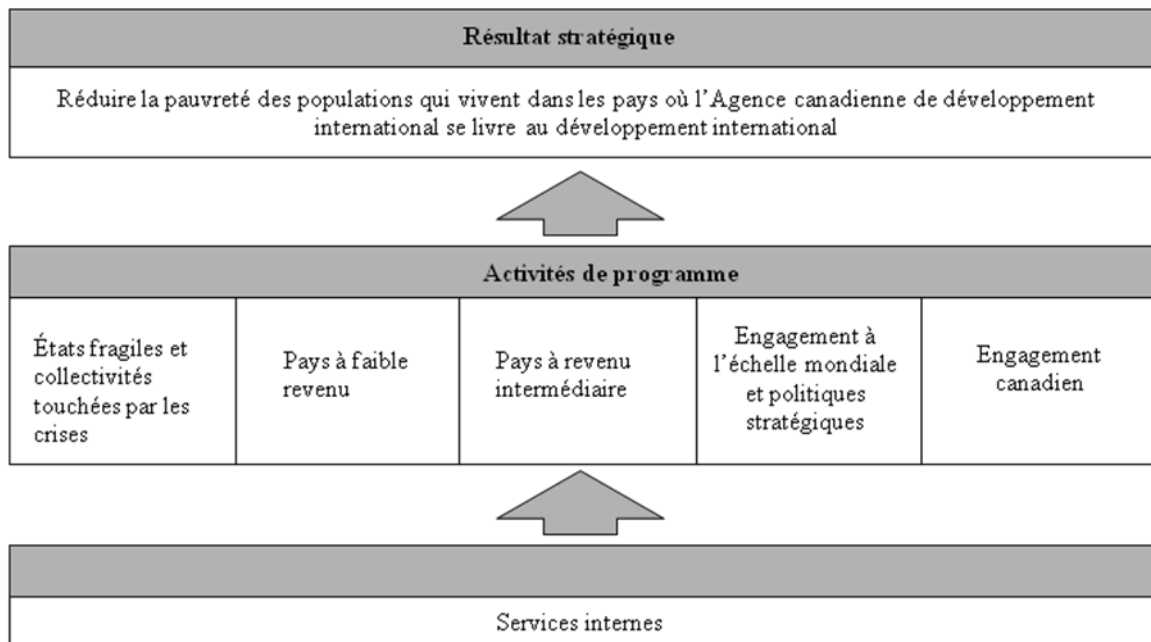 Résultat stratégique
Réduire la pauvreté des populations qui vivent dans les pays où l'Agence canadienne de développement
international se livre au développement international
Activités de programme
États fragiles et
collectivités
touchées par les
crises
Pays à faible
revenu
Pays à revenu
intermédiaire
Engagement à
l'échelle mondiale
et politiques
stratégiques
Engagement
canadien
Services internes